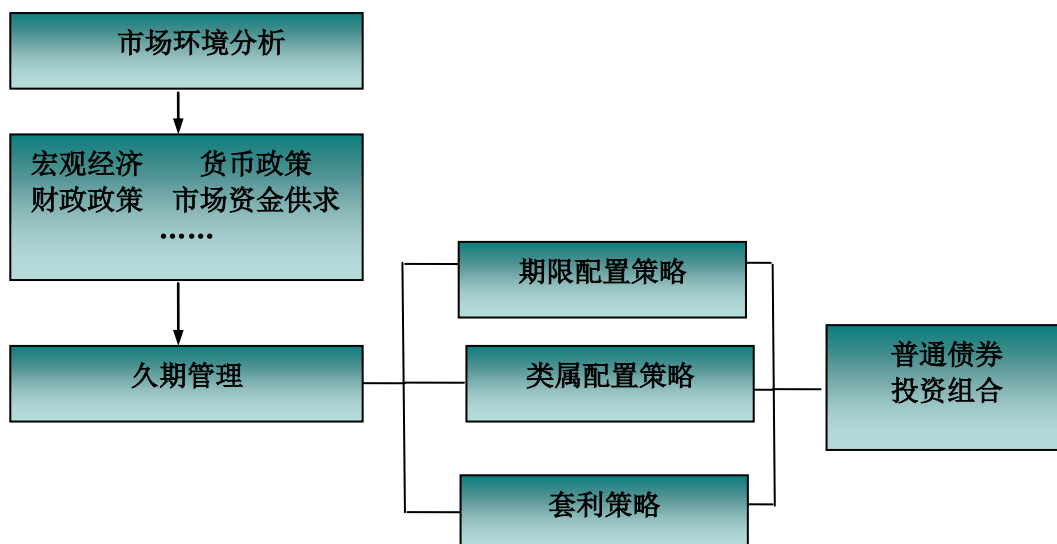 市场环境分析
宏观经济 货币政策
财政政策 市场资金供求
……
久期管理
期限配置策略
类属配置策略
套利策略
普通债券
投资组合